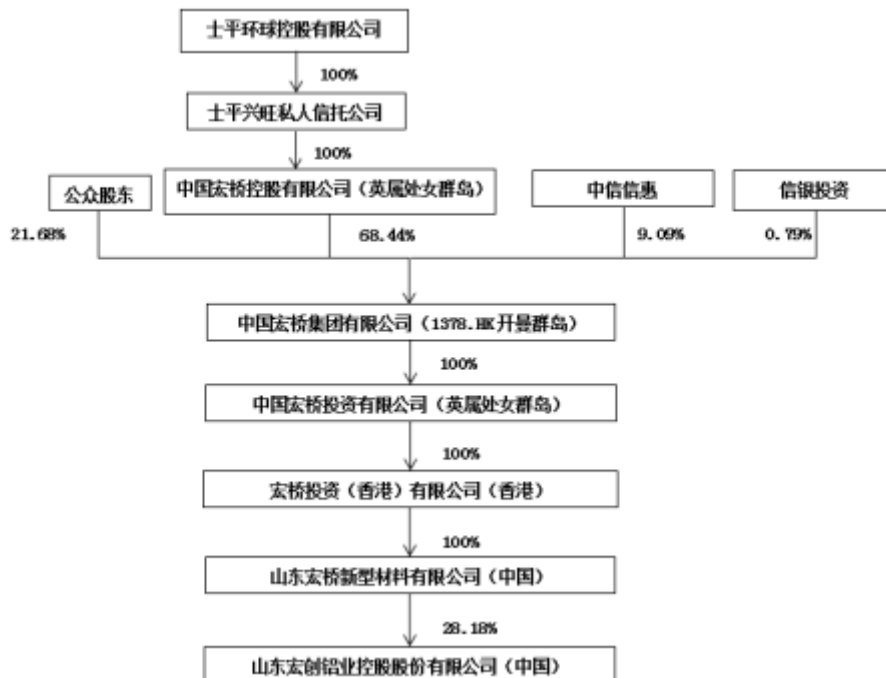 士平环球控股有限公司
100%
士平兴旺私人信托公司
100%
公众股东
中国宏桥控股有限公司（英属处女群岛）
中信信惠
信银投资
21.68%
68.44%
9.09%
0.79%
中国宏桥集团有限公司（1378.HK开曼群岛）
100%
中国宏桥投资有限公司（英属处女群岛）
100%
宏桥投资（香港）有限公司（香港）
100%
山东宏桥新型材料有限公司（中国）
28.18%
山东宏创铝业控股股份有限公司（中国）